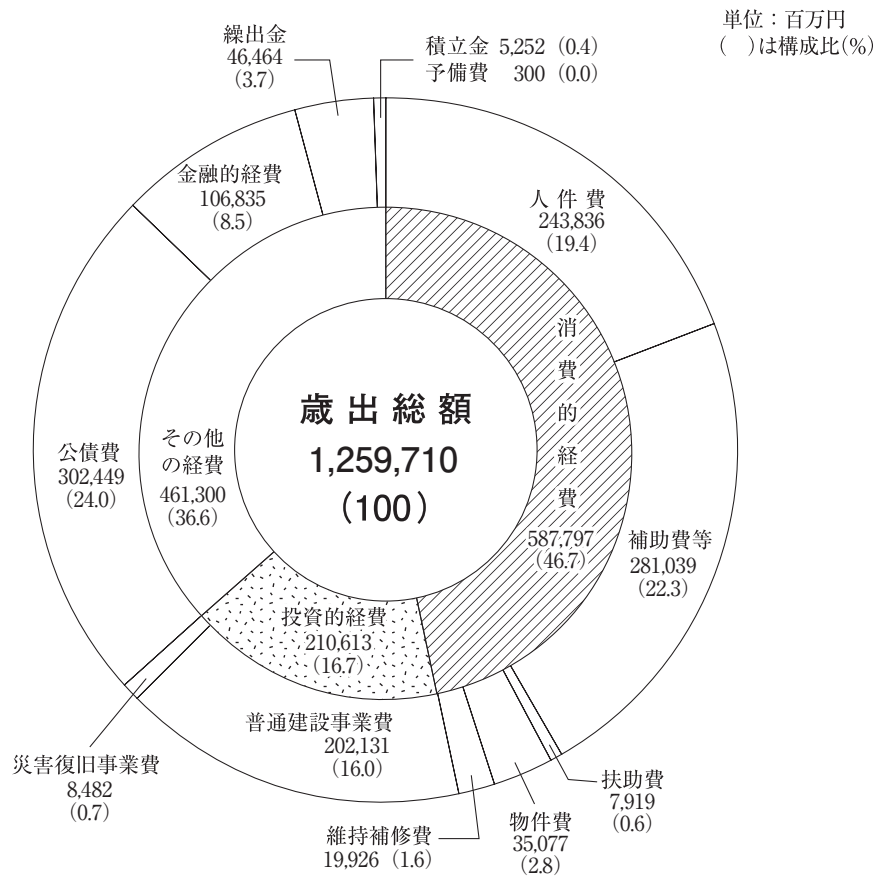 単位：百万円
（　）は構成比(%)
繰出金
46,464
（3.7）
積立金 5,252（0.4）
予備費 300（0.0）
金融的経費
106,835
（8.5）
人件費
243,836
（19.4）
消費的経費
587,797
（46.7）
歳出総額
1,259,710
（100）
その他
の経費
461,300
（36.6）
公債費
302,449
（24.0）
補助費等
281,039
（22.3）
投資的経費
210,613
（16.7）
普通建設事業費
202,131
（16.0）
災害復旧事業費
8,482
（0.7）
維持補修費
19,926（1.6）
物件費
35,077
（2.8）
扶助費
7,919
（0.6）